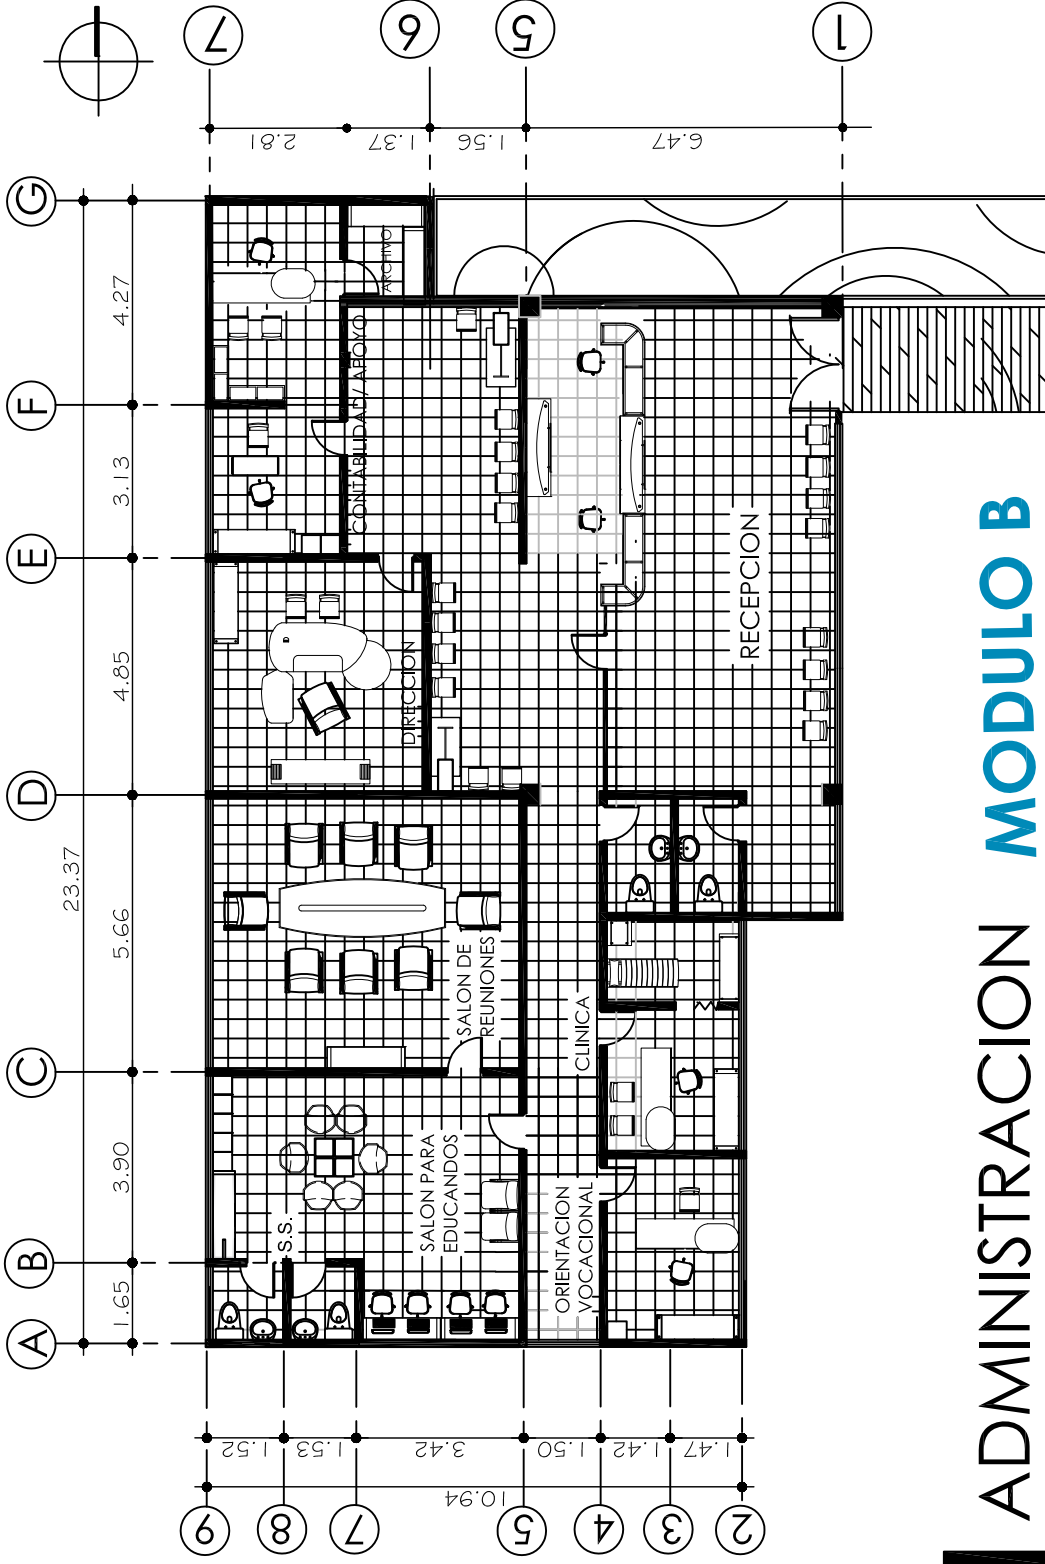 G
F
E
D
C
B
A
4.27
3.13
4.85
5.66
3.90
1.65
23.37
7
6
5
1
2.81
1.37
1.56
6.47
ARCHIVO
CONTABILIDAD/ APOYO
DIRECCION
RECEPCION
SALON DE
REUNIONES
CLINICA
SALON PARA
EDUCANDOS
S.S.
ORIENTACION
VOCACIONAL
1.52
1.53
3.42
1.50
1.42
1.47
10.94
9
8
7
5
4
3
2
ADMINISTRACION MODULO B